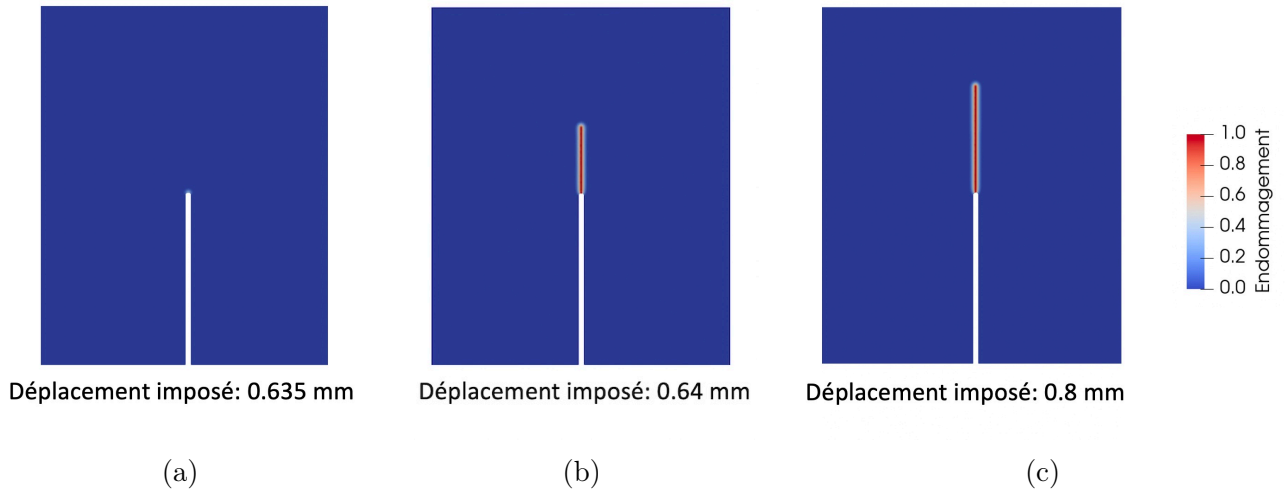 Déplacement imposé: 0.635 mm
Déplacement imposé: 0.64 mm
Déplacement imposé: 0.8 mm
1.0
0.8
0.6
0.4
0.2
0.0
Endommagement
(a)
(b)
(c)